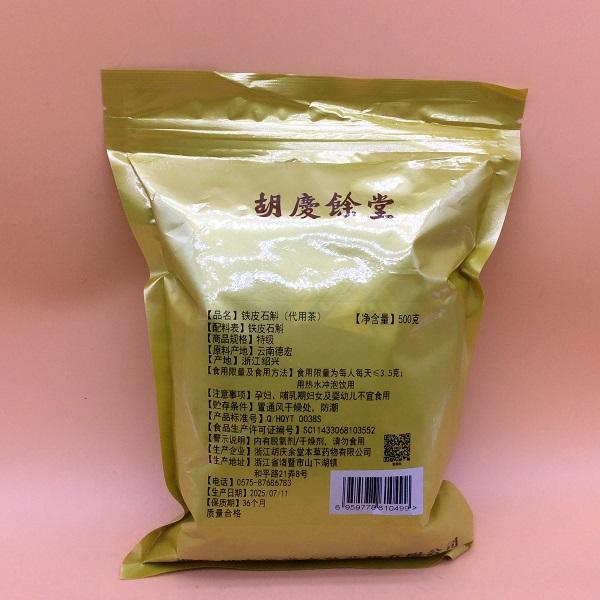 胡慶餘堂
【品名】铁皮石斛（代用茶） 【净含量】500克
【配料表】铁皮石斛
【商品规格】特级
【原料产地】云南德宏
【产地】浙江绍兴
【食用限量及食用方法】食用限量为每人每天≤3.5克;
用热水冲泡饮用
【注意事项】孕妇、哺乳期妇女及婴幼儿不宜食用
【贮存条件】置通风干燥处、防潮
【产品标准号】Q/HQYT 0038S
【食品生产许可证编号】SC11433068103552
【警示说明】内有脱氧剂/干燥剂，请勿食用
【生产企业】浙江胡庆余堂本草药物有限公司
【生产地址】浙江省诸暨市山下湖镇
和平路21弄8号
【电话】0575-87686783
【生产日期】2025/07/11
【保质期】36个月
质量合格
6959778810499>